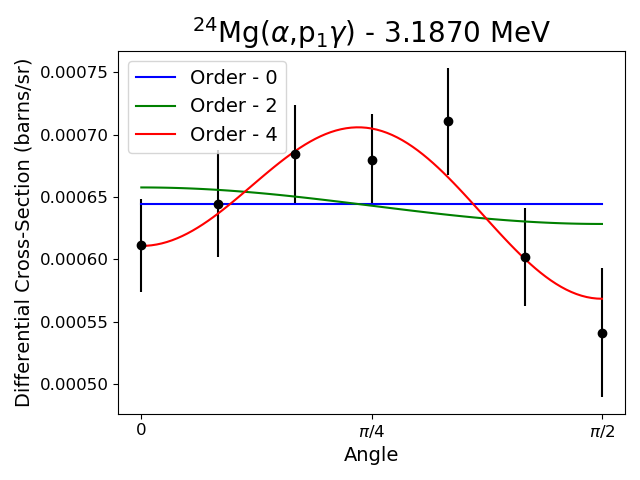 ²⁴Mg(α,p₁γ) - 3.1870 MeV
Order - 0
Order - 2
Order - 4
Differential Cross-Section (barns/sr)
0.00075
0.00070
0.00065
0.00060
0.00055
0.00050
0 π/4 π/2
Angle